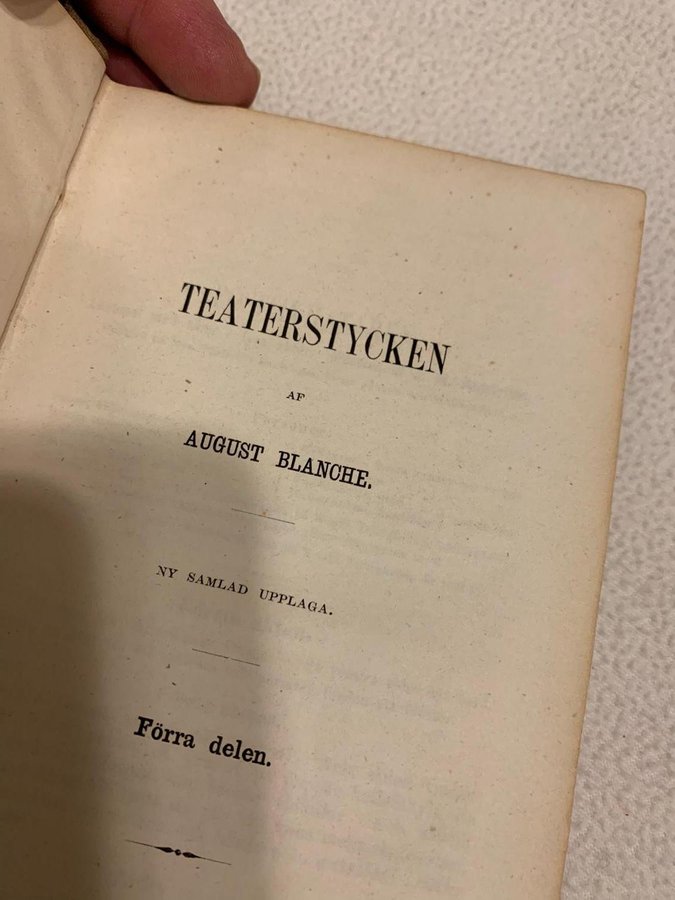 TEATERSTYCKEN
AF
AUGUST BLANCHE.
NY SAMLAD UPPLAGA.
Förra delen.